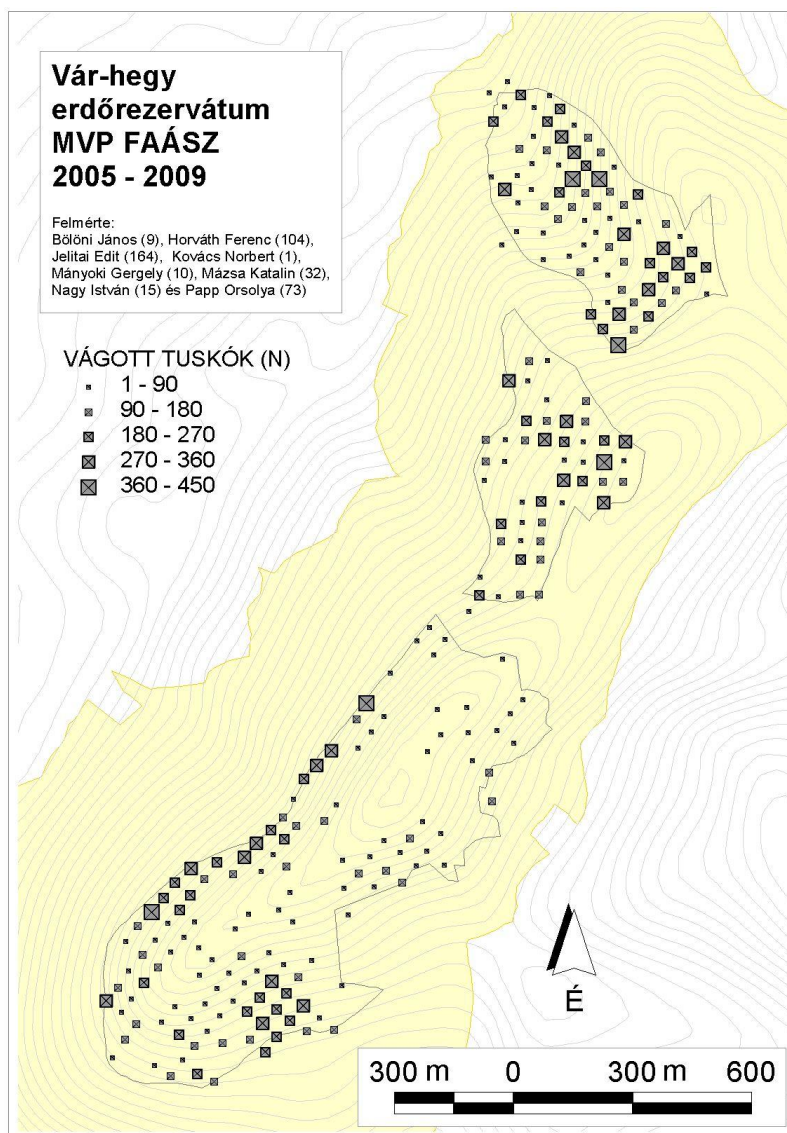 Vár-hegy
erdőrezervátum
MVP FAÁSZ
2005 - 2009
Felmérte:
Bölöni János (9), Horváth Ferenc (104),
Jelitai Edit (164), Kovács Norbert (1),
Mányoki Gergely (10), Mázsa Katalin (32),
Nagy István (15) és Papp Orsolya (73)
VÁGOTT TUSKÓK (N)
1 - 90
90 - 180
180 - 270
270 - 360
360 - 450
É
300 m 0 300 m 600